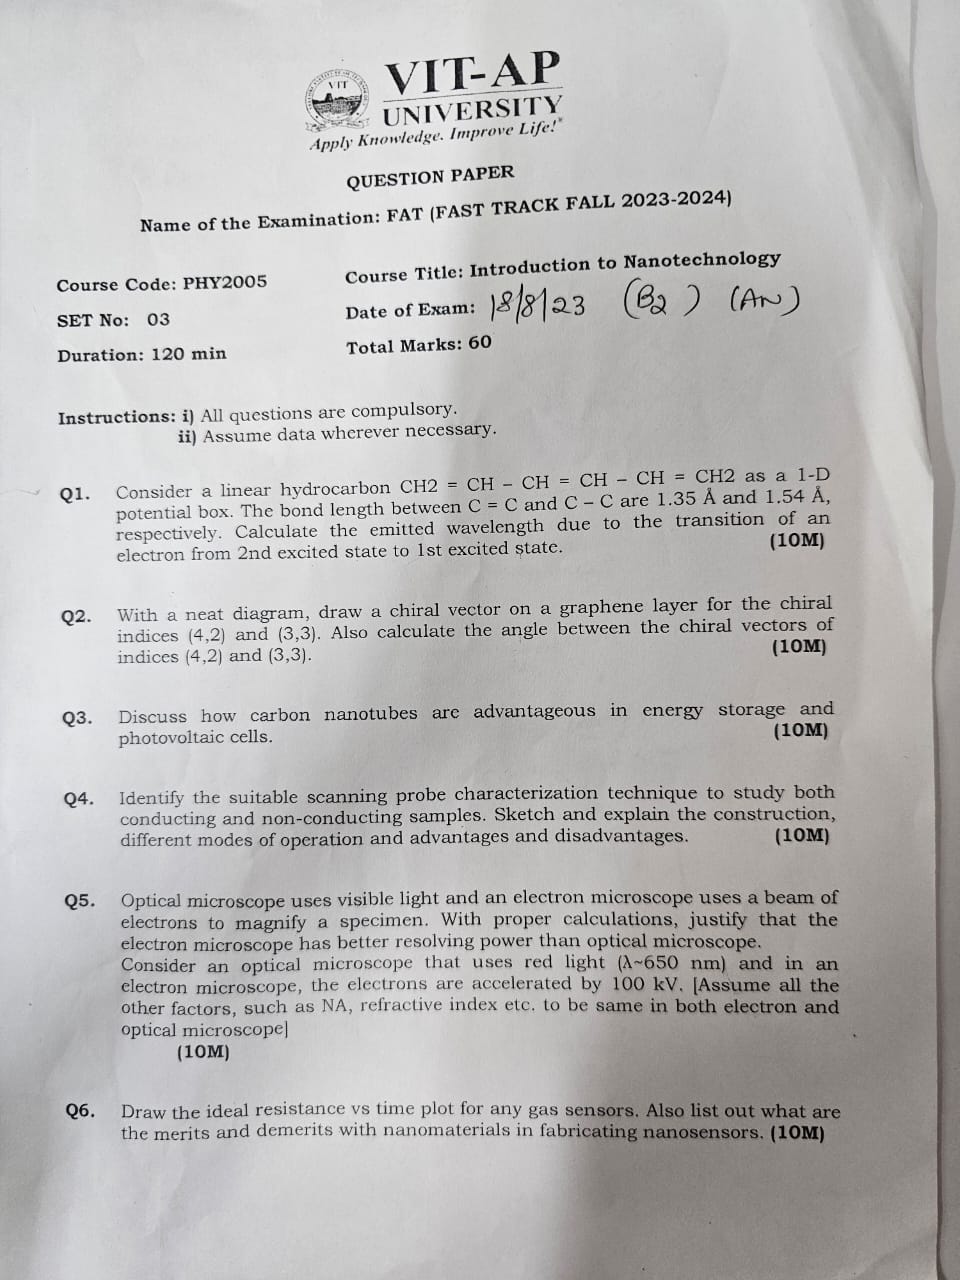 VIT
VIT-AP
UNIVERSITY
Apply Knowledge. Improve Life!®
QUESTION PAPER
Name of the Examination: FAT (FAST TRACK FALL 2023-2024)
Course Code: PHY2005
Course Title: Introduction to Nanotechnology
SET No: 03
Date of Exam: 18/8/23 (B2) (AN)
Duration: 120 min
Total Marks: 60
Instructions: i) All questions are compulsory.
ii) Assume data wherever necessary.
Q1. Consider a linear hydrocarbon CH2 = CH – CH = CH – CH = CH2 as a 1-D
potential box. The bond length between C = C and C – C are 1.35 Å and 1.54 Å,
respectively. Calculate the emitted wavelength due to the transition of an
electron from 2nd excited state to 1st excited state. (10M)
Q2. With a neat diagram, draw a chiral vector on a graphene layer for the chiral
indices (4,2) and (3,3). Also calculate the angle between the chiral vectors of
indices (4,2) and (3,3). (10M)
Q3. Discuss how carbon nanotubes are advantageous in energy storage and
photovoltaic cells. (10M)
Q4. Identify the suitable scanning probe characterization technique to study both
conducting and non-conducting samples. Sketch and explain the construction,
different modes of operation and advantages and disadvantages. (10M)
Q5. Optical microscope uses visible light and an electron microscope uses a beam of
electrons to magnify a specimen. With proper calculations, justify that the
electron microscope has better resolving power than optical microscope.
Consider an optical microscope that uses red light (λ~650 nm) and in an
electron microscope, the electrons are accelerated by 100 kV. [Assume all the
other factors, such as NA, refractive index etc. to be same in both electron and
optical microscope]
(10M)
Q6. Draw the ideal resistance vs time plot for any gas sensors. Also list out what are
the merits and demerits with nanomaterials in fabricating nanosensors. (10M)